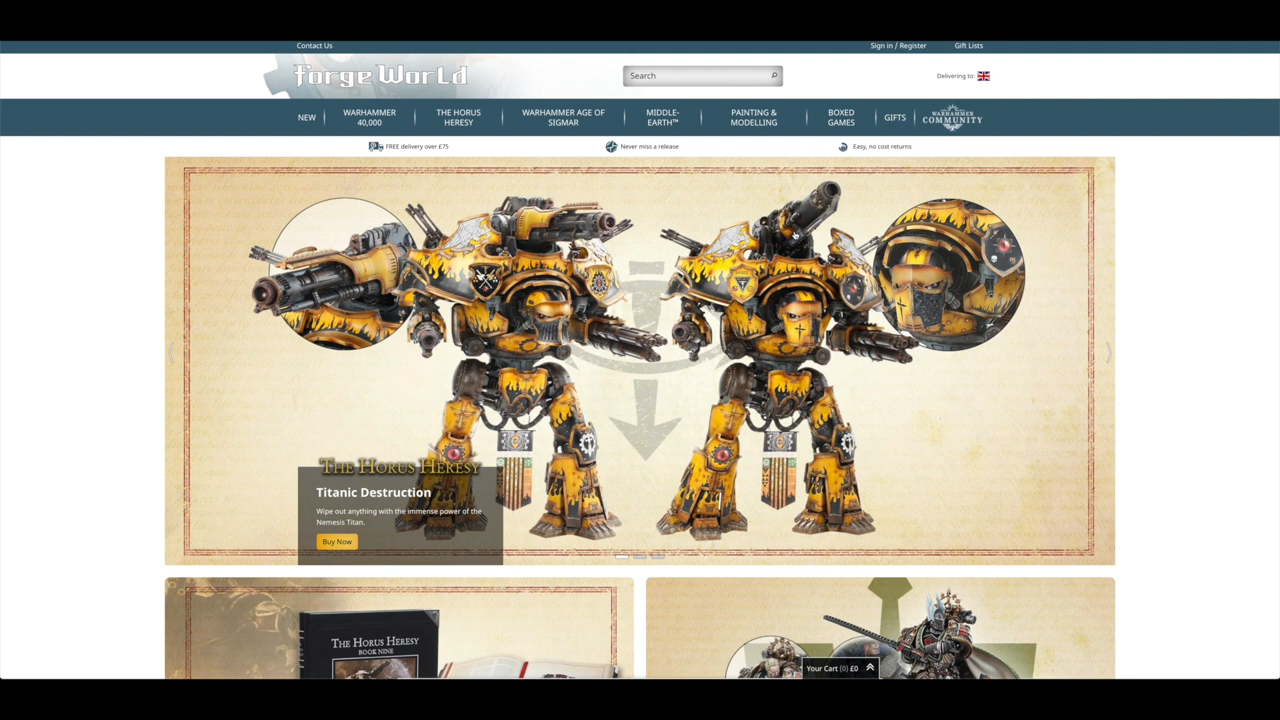 Contact Us
Sign in / Register
Gift Lists
Forge World
Search
Delivering to:
NEW
WARHAMMER 40,000
THE HORUS HERESY
WARHAMMER AGE OF SIGMAR
MIDDLE-EARTH™
PAINTING & MODELLING
BOXED GAMES
GIFTS
WARHAMMER COMMUNITY
FREE delivery over £75
Never miss a release
Easy, no cost returns
THE HORUS HERESY
Titanic Destruction
Wipe out anything with the immense power of the
Nemesis Titan.
Buy Now
THE HORUS HERESY
BOOK NINE
Your Cart (0) £0